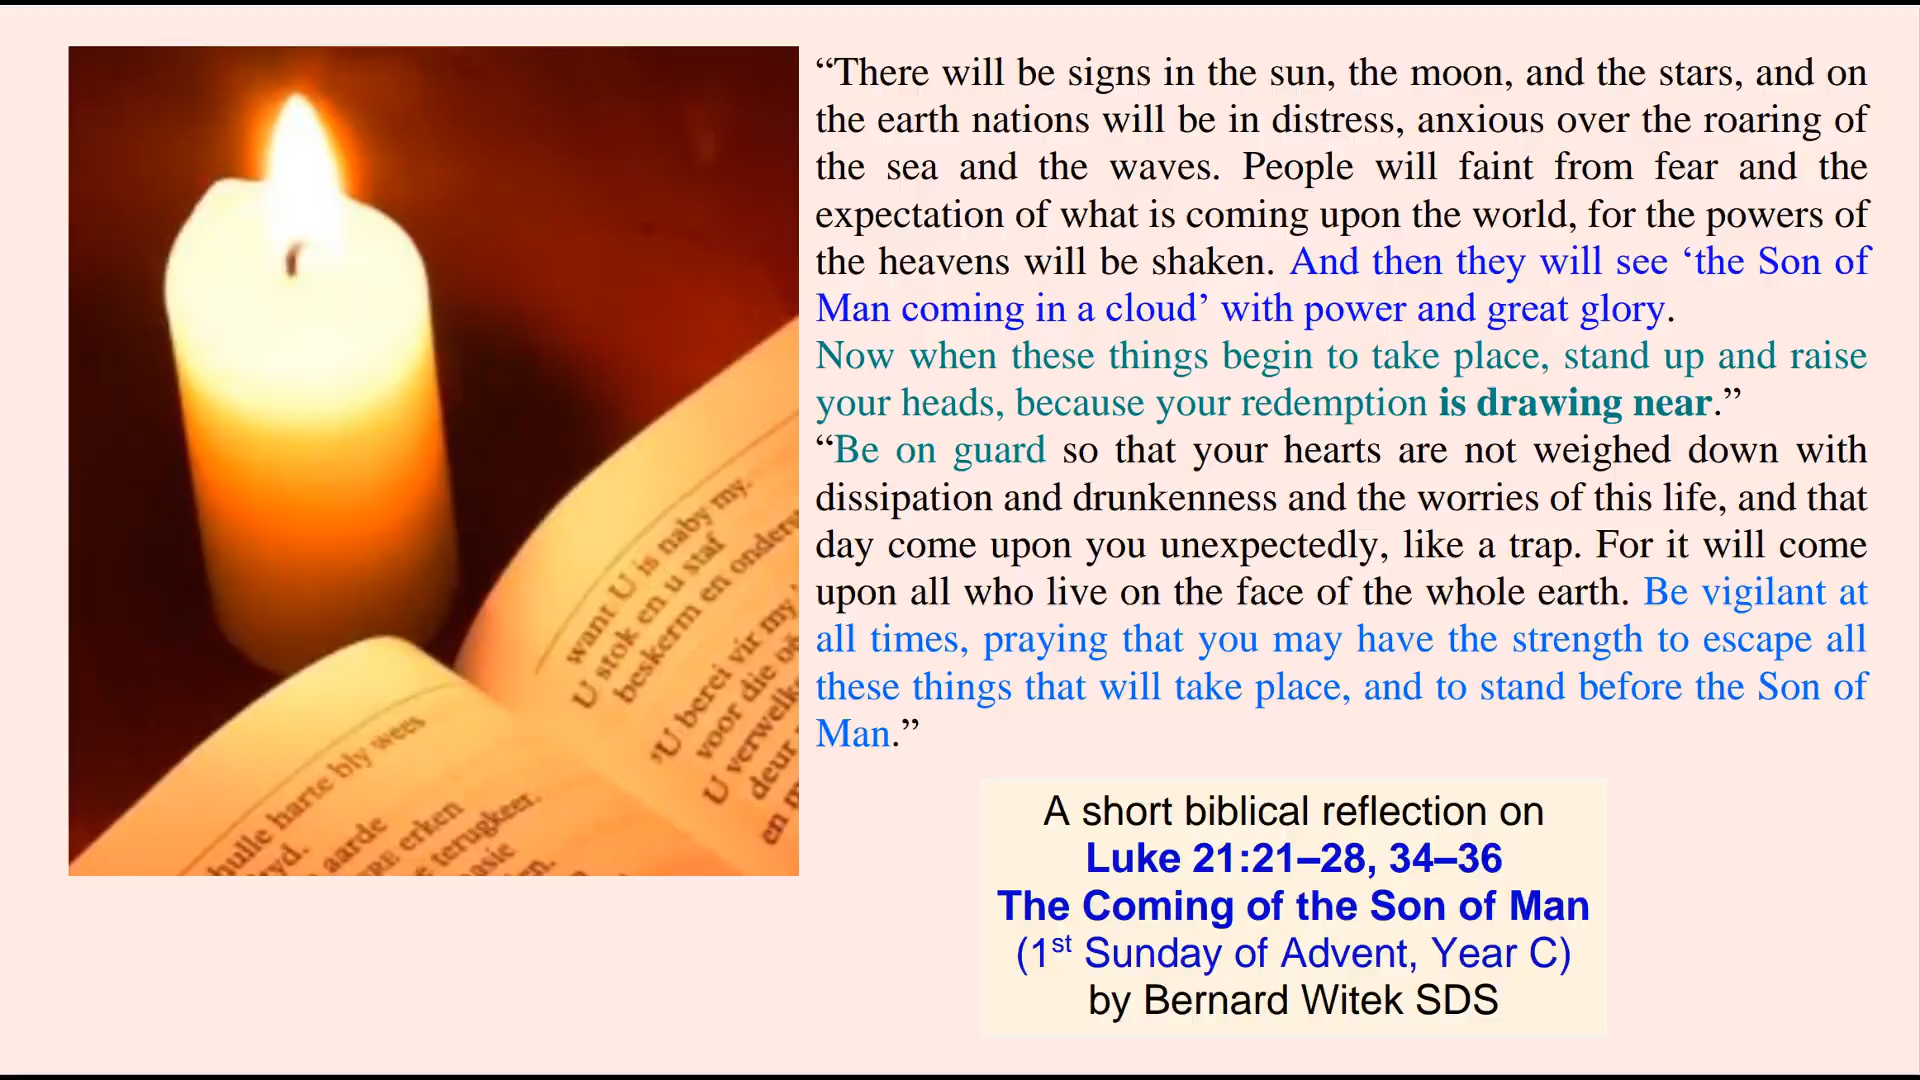 “There will be signs in the sun, the moon, and the stars, and on
the earth nations will be in distress, anxious over the roaring of
the sea and the waves. People will faint from fear and the
expectation of what is coming upon the world, for the powers of
the heavens will be shaken. And then they will see ‘the Son of
Man coming in a cloud’ with power and great glory.
Now when these things begin to take place, stand up and raise
your heads, because your redemption is drawing near.”
“Be on guard so that your hearts are not weighed down with
dissipation and drunkenness and the worries of this life, and that
day come upon you unexpectedly, like a trap. For it will come
upon all who live on the face of the whole earth. Be vigilant at
all times, praying that you may have the strength to escape all
these things that will take place, and to stand before the Son of
Man.”
A short biblical reflection on
Luke 21:21–28, 34–36
The Coming of the Son of Man
(1st Sunday of Advent, Year C)
by Bernard Witek SDS
hulle harte bly wees
aarde
erken
terugkeer.
want U is naby my.
U stok en u staf
beskerm en
U berei vir my
voor die
U
deur
en